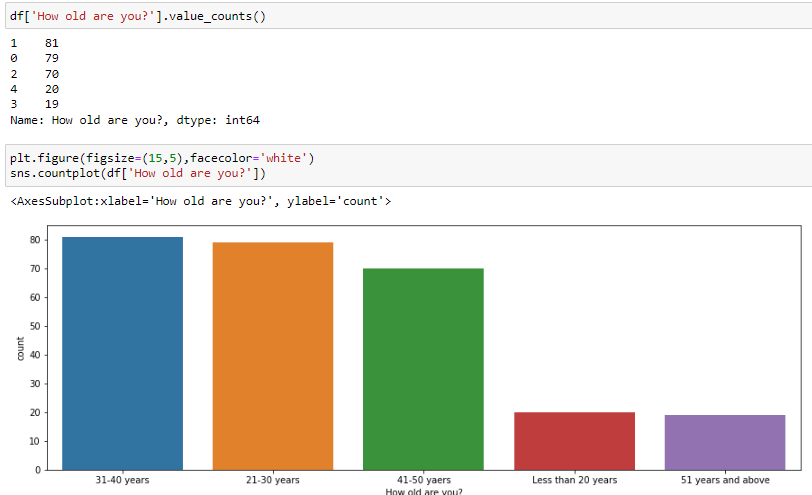 df['How old are you?'].value_counts()
1    81
0    79
2    70
4    20
3    19
Name: How old are you?, dtype: int64
plt.figure(figsize=(15,5),facecolor='white')
sns.countplot(df['How old are you?'])
<AxesSubplot:xlabel='How old are you?', ylabel='count'>
80
70
60
50
40
30
20
10
0
count
31-40 years 21-30 years 41-50 yaers Less than 20 years 51 years and above
How old are you?